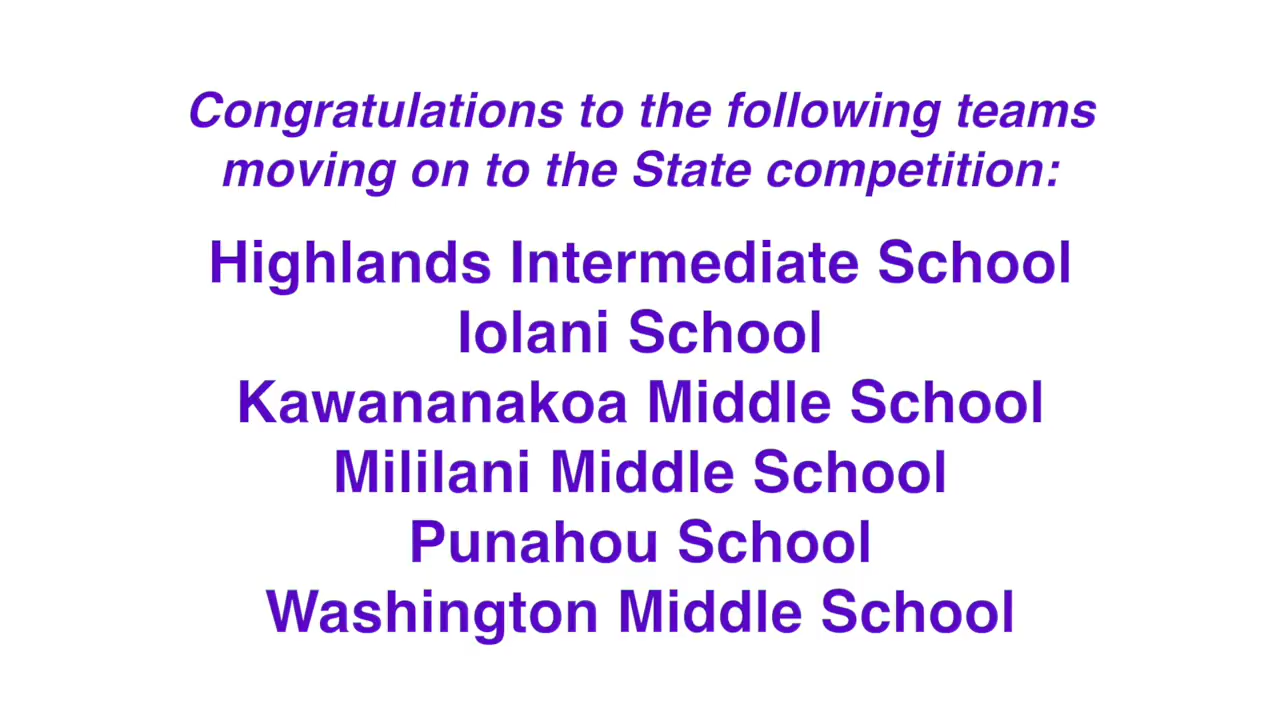 Congratulations to the following teams
moving on to the State competition:
Highlands Intermediate School
Iolani School
Kawananakoa Middle School
Mililani Middle School
Punahou School
Washington Middle School